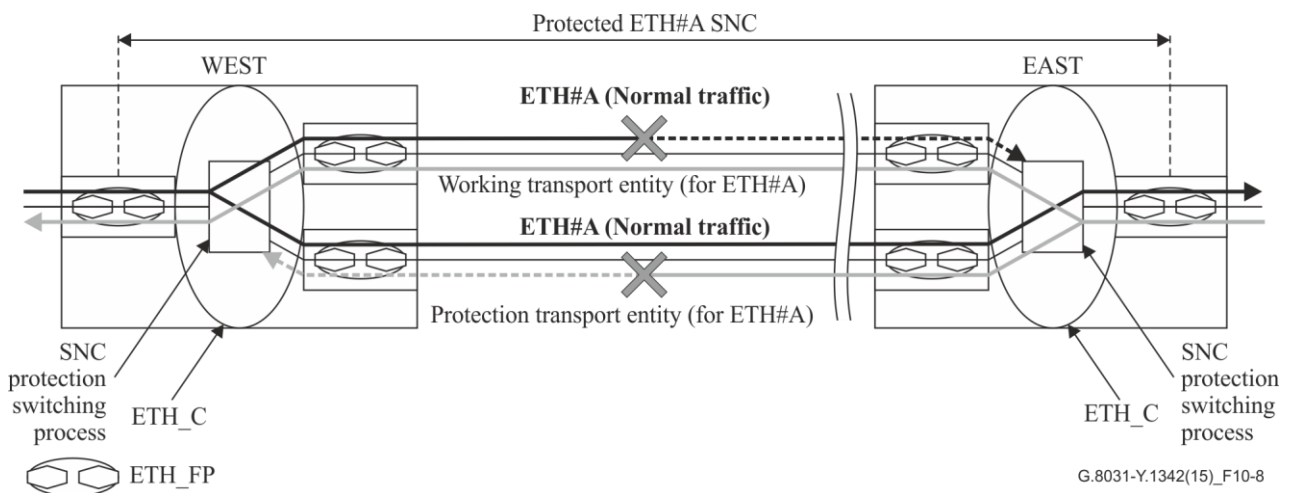 Protected ETH#A SNC
WEST
EAST
ETH#A (Normal traffic)
Working transport entity (for ETH#A)
ETH#A (Normal traffic)
Protection transport entity (for ETH#A)
SNC
protection
switching
process
ETH_C
ETH_C
SNC
protection
switching
process
ETH_FP
G.8031-Y.1342(15)_F10-8